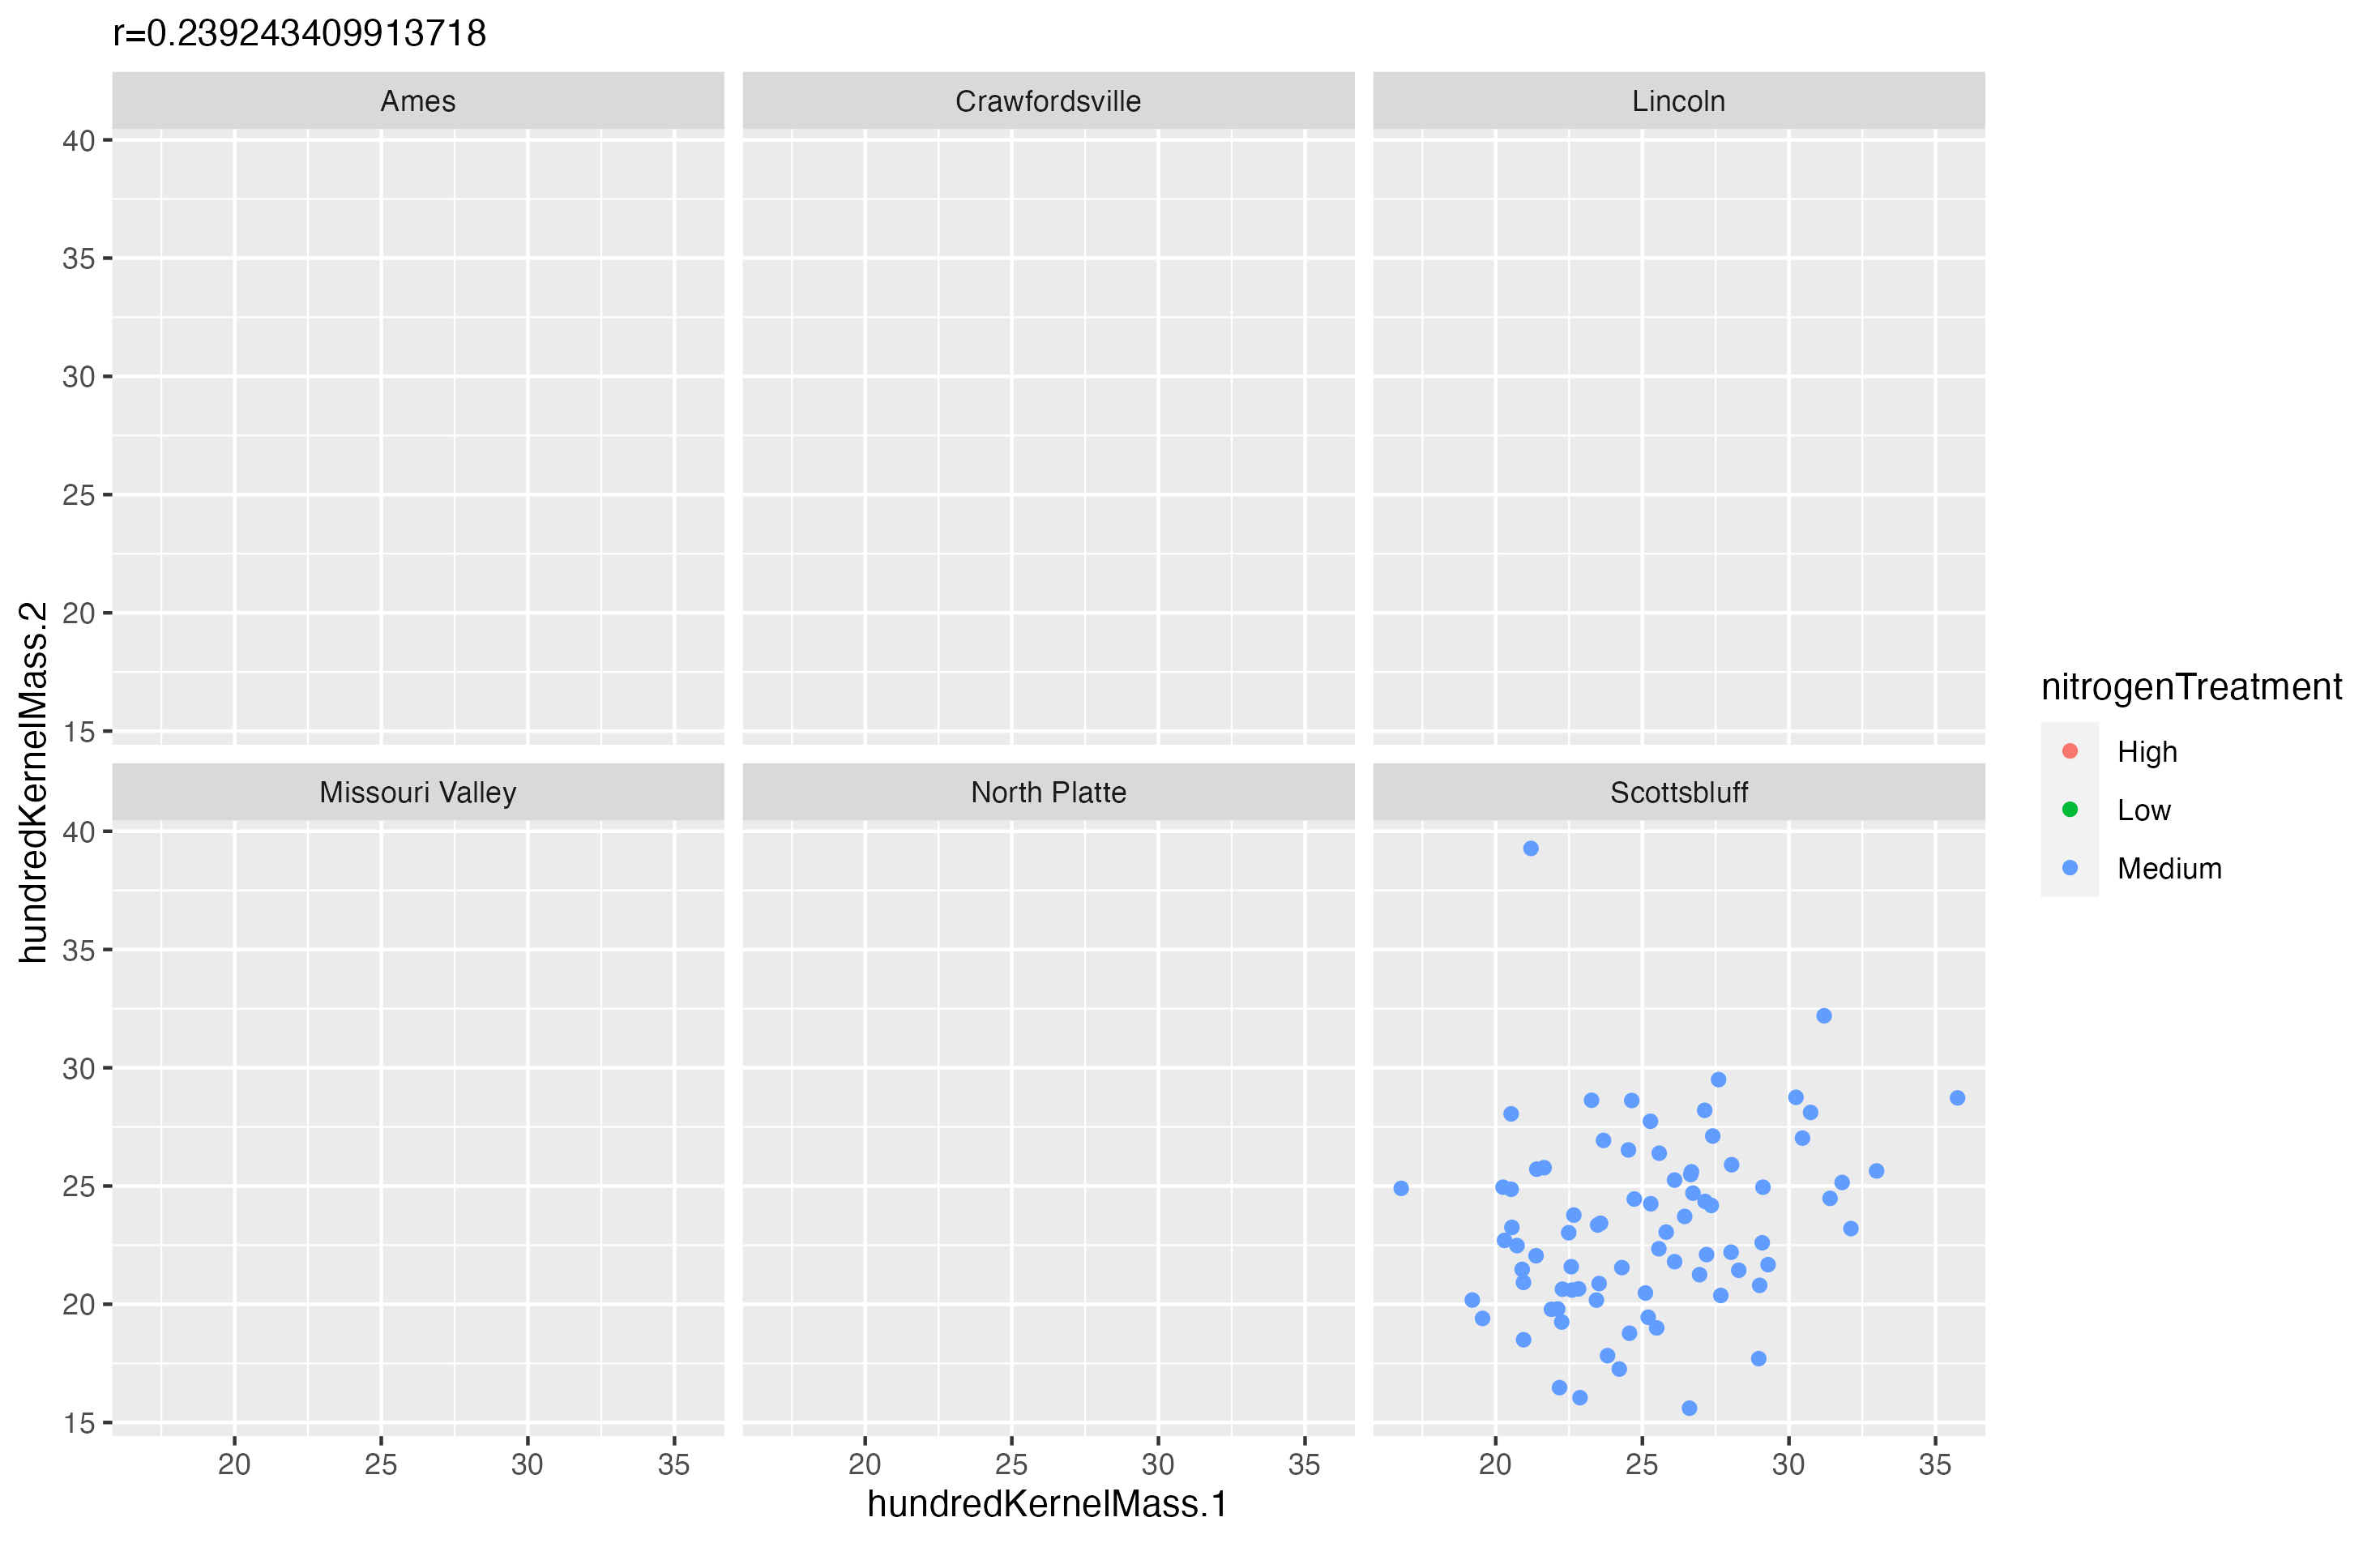 r=0.239243409913718
Ames
Crawfordsville
Lincoln
40
35
30
25
20
15
Missouri Valley
North Platte
Scottsbluff
40
35
30
25
20
15
20 25 30 35
20 25 30 35
20 25 30 35
hundredKernelMass.1
hundredKernelMass.2
nitrogenTreatment
High
Low
Medium